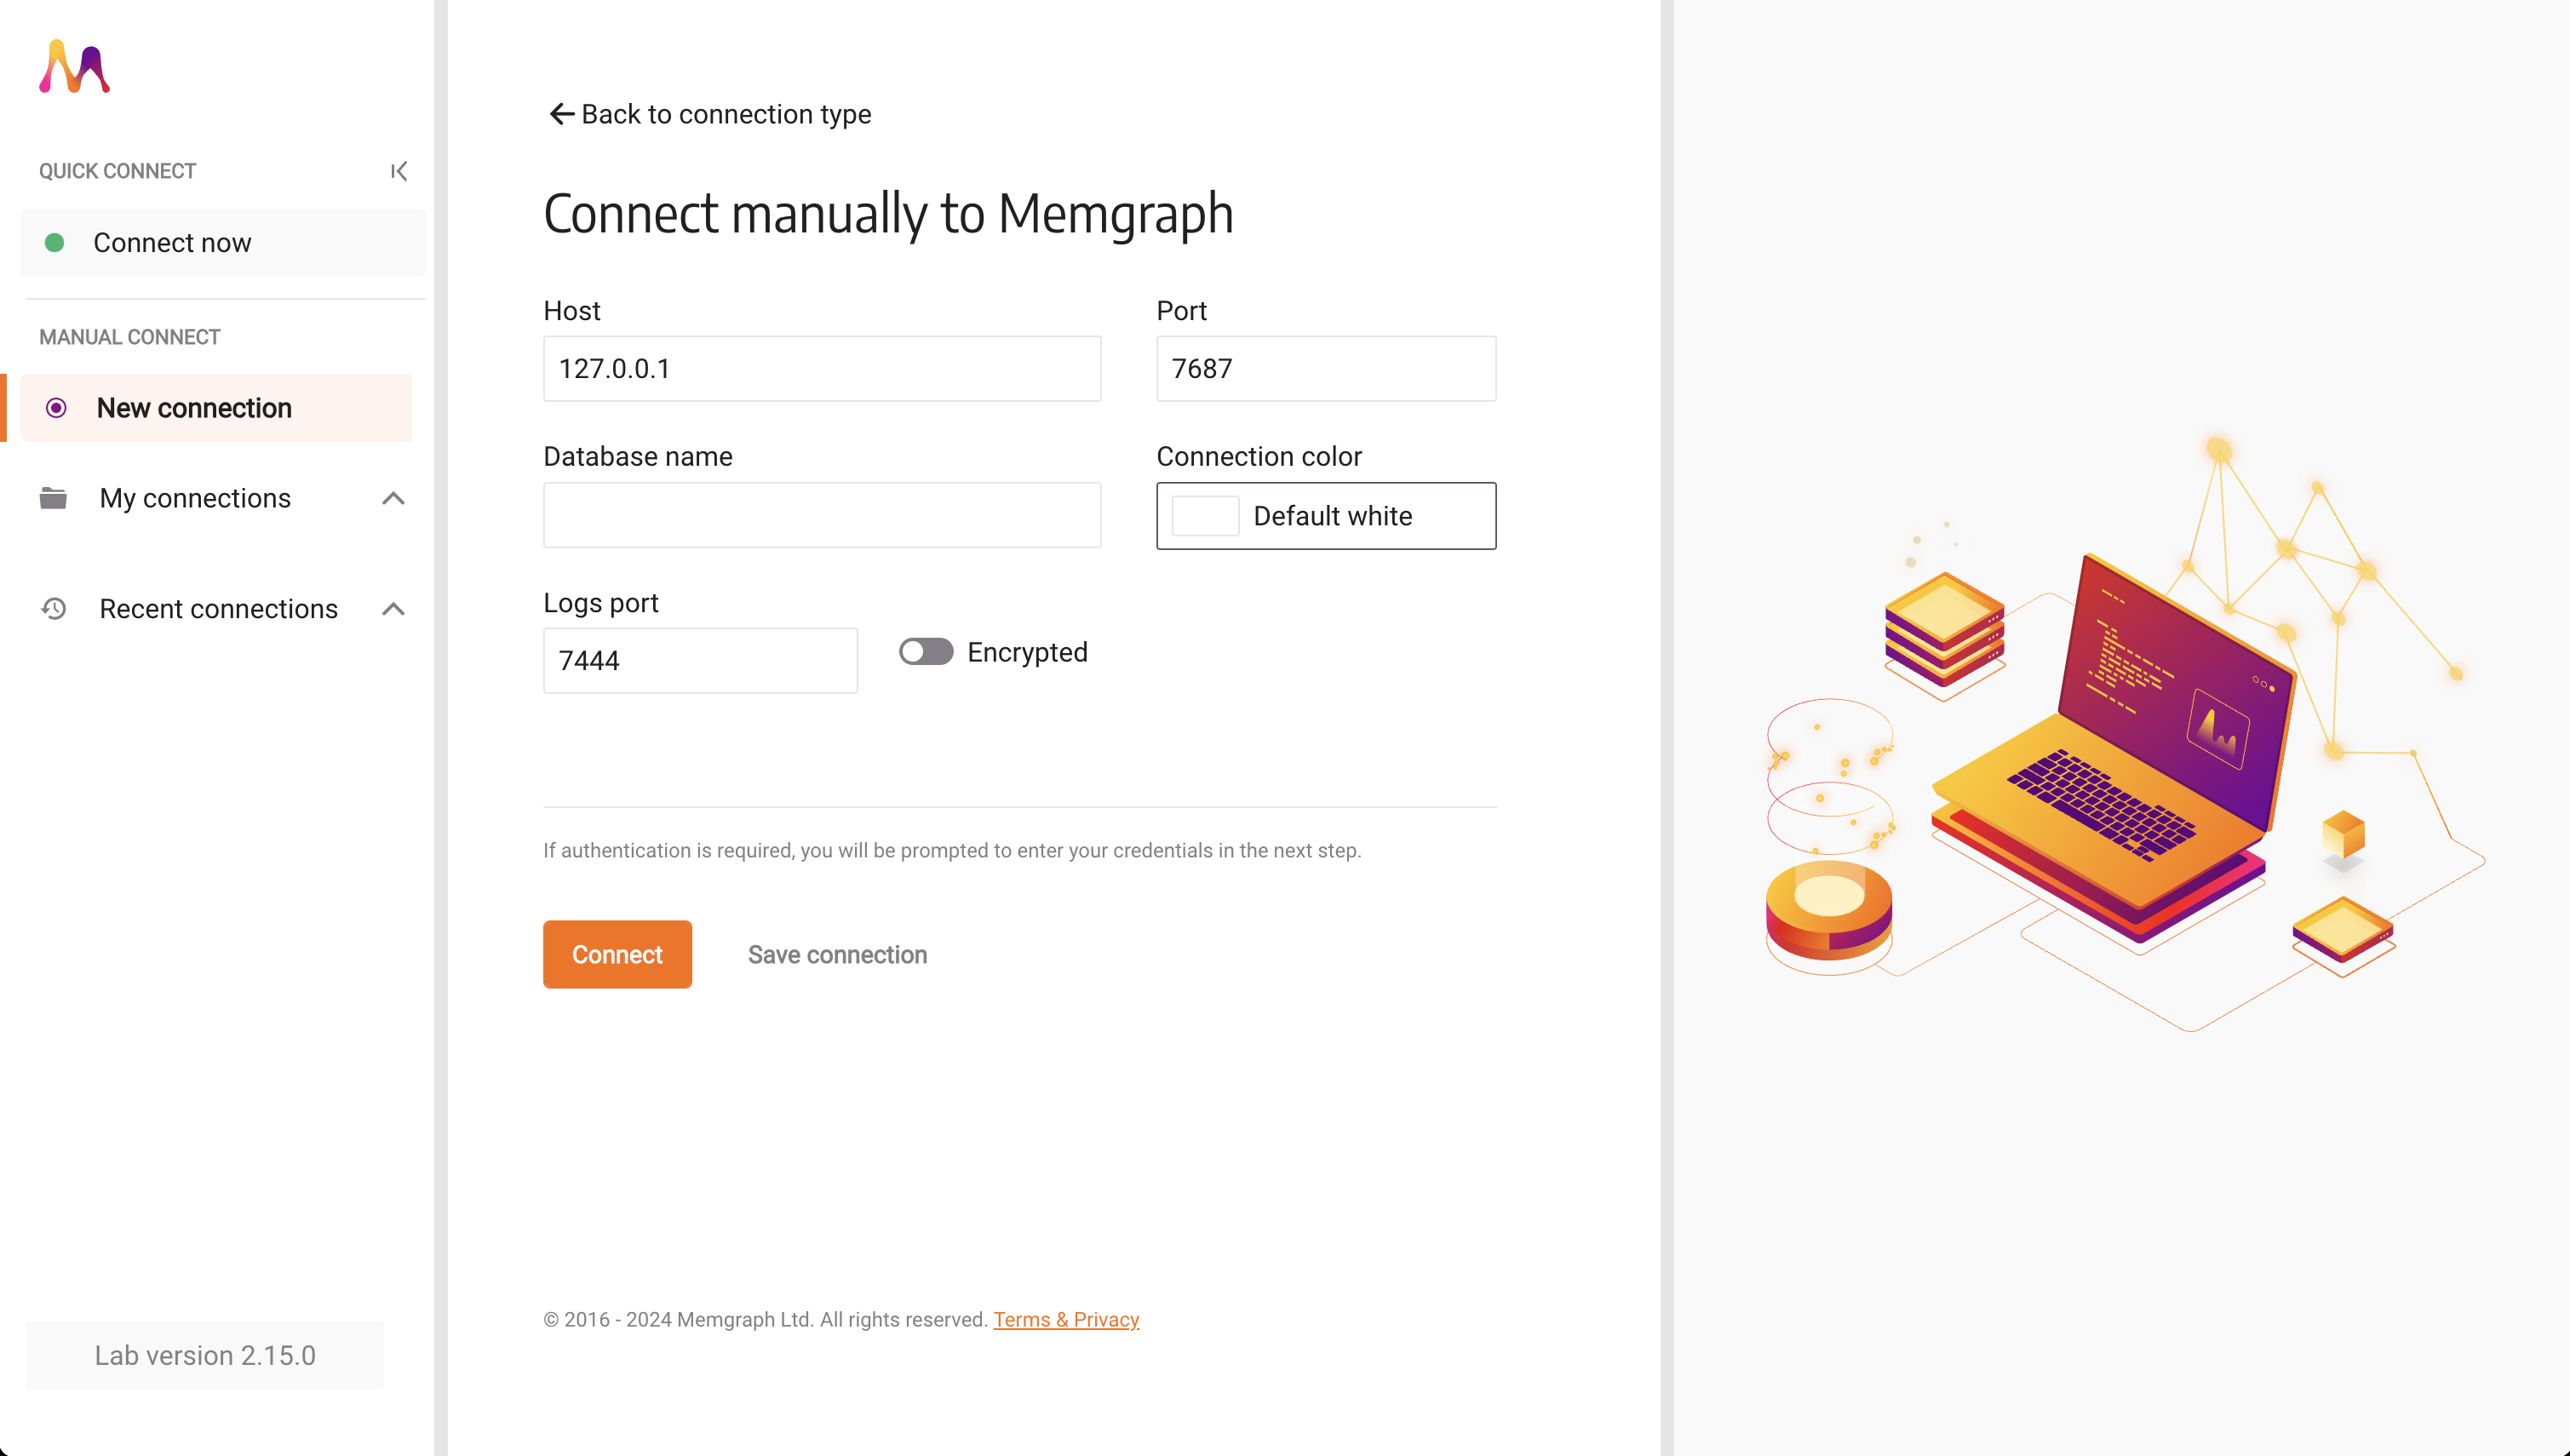 QUICK CONNECT
Connect now
MANUAL CONNECT
New connection
My connections
Recent connections
Lab version 2.15.0
Back to connection type
Connect manually to Memgraph
Host
Port
127.0.0.1
7687
Database name
Connection color
Default white
Logs port
7444
Encrypted
If authentication is required, you will be prompted to enter your credentials in the next step.
Connect
Save connection
© 2016 - 2024 Memgraph Ltd. All rights reserved. Terms & Privacy